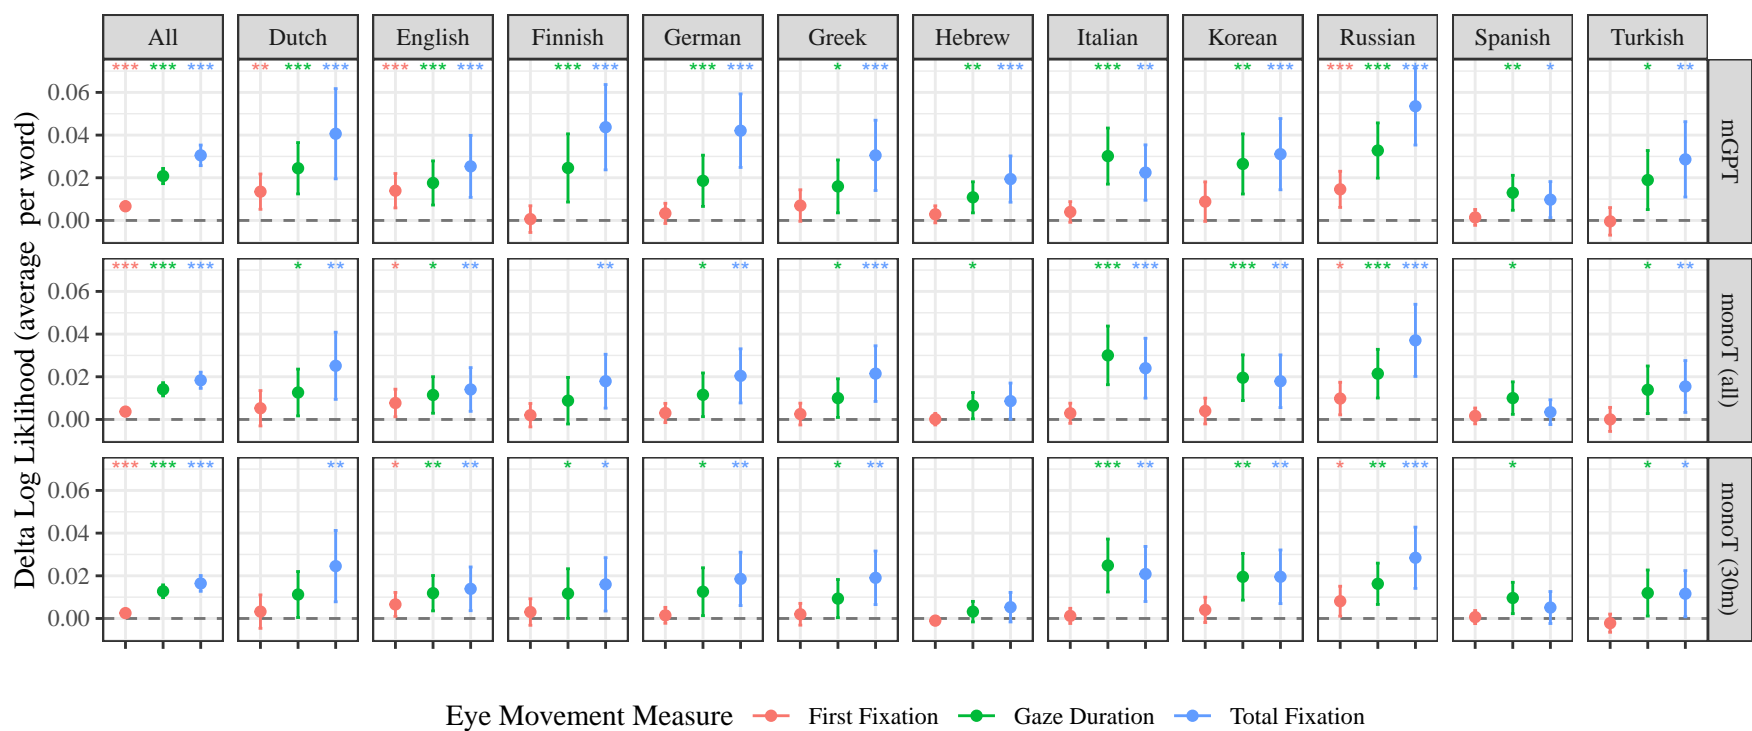 All Dutch English Finnish German Greek Hebrew Italian Korean Russian Spanish Turkish
*** *** *** ** *** *** *** *** *** *** *** *** *** * *** ** *** *** ** ** *** *** *** *** ** * * **
0.06
0.04
0.02
0.00
mGPT
*** *** *** * ** * * ** ** * ** * *** * *** *** *** ** * *** *** * * **
0.06
0.04
0.02
0.00
monoT (all)
*** *** *** ** * ** ** * * * ** * ** *** ** ** ** * ** *** * * *
0.06
0.04
0.02
0.00
monoT (30m)
Delta Log Liklihood (average per word)
Eye Movement Measure First Fixation Gaze Duration Total Fixation